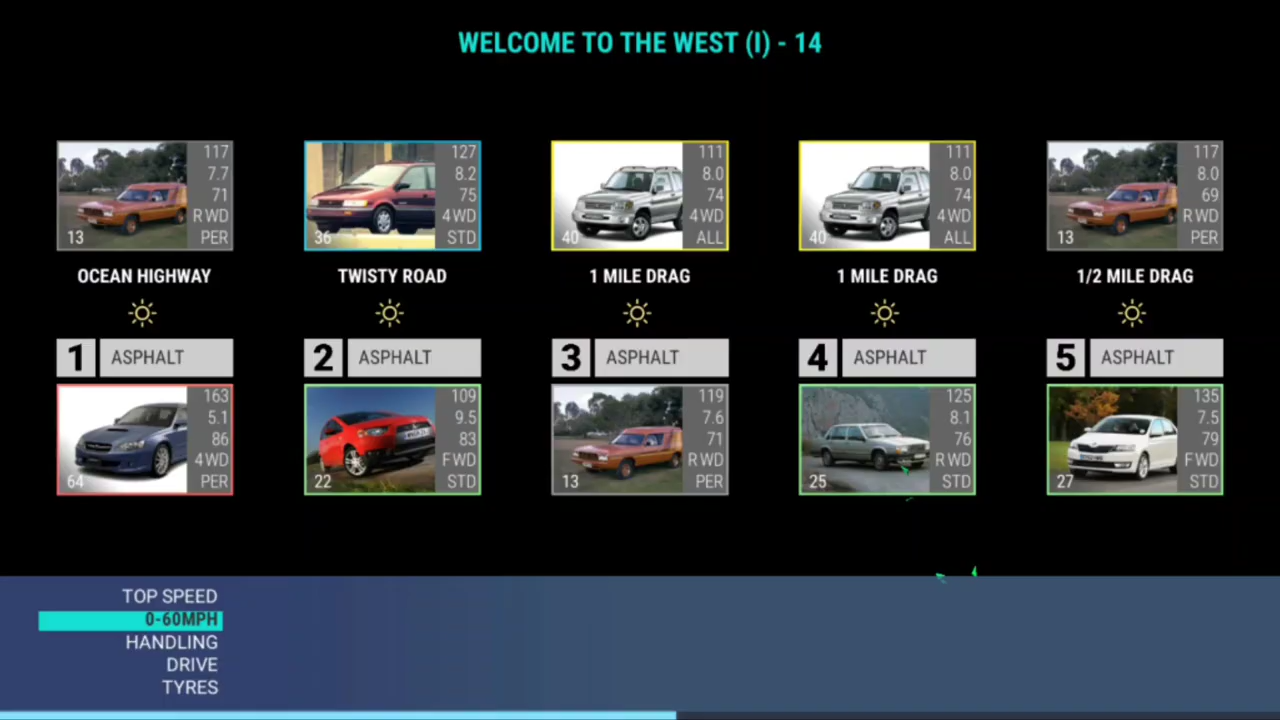 WELCOME TO THE WEST (I) - 14
117
7.7
71
RWD
13 PER
127
8.2
75
4WD
36 STD
111
8.0
74
4WD
40 ALL
111
8.0
74
4WD
40 ALL
117
8.0
69
RWD
13 PER
OCEAN HIGHWAY
TWISTY ROAD
1 MILE DRAG
1 MILE DRAG
1/2 MILE DRAG
1 ASPHALT
2 ASPHALT
3 ASPHALT
4 ASPHALT
5 ASPHALT
163
5.1
86
4WD
64 PER
109
9.5
83
FWD
22 STD
119
7.6
71
RWD
13 PER
125
8.1
76
RWD
25 STD
135
7.5
79
FWD
27 STD
TOP SPEED
0-60MPH
HANDLING
DRIVE
TYRES